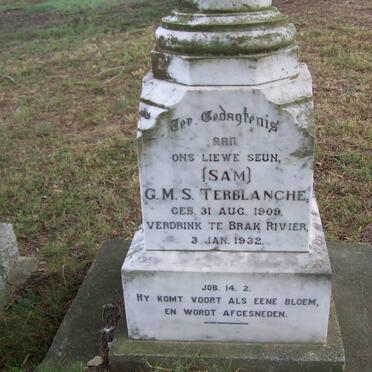 Ter Gedagtenis
AAN
ONS LIEWE SEUN,
(SAM)
G.M.S. TERBLANCHE,
GEB. 31 AUG. 1909.
VERDRINK TE BRAK RIVIER,
3 JAN. 1932.
JOB. 14. 2.
HY KOMT VOORT ALS EENE BLOEM,
EN WORDT AFGESNEDEN.